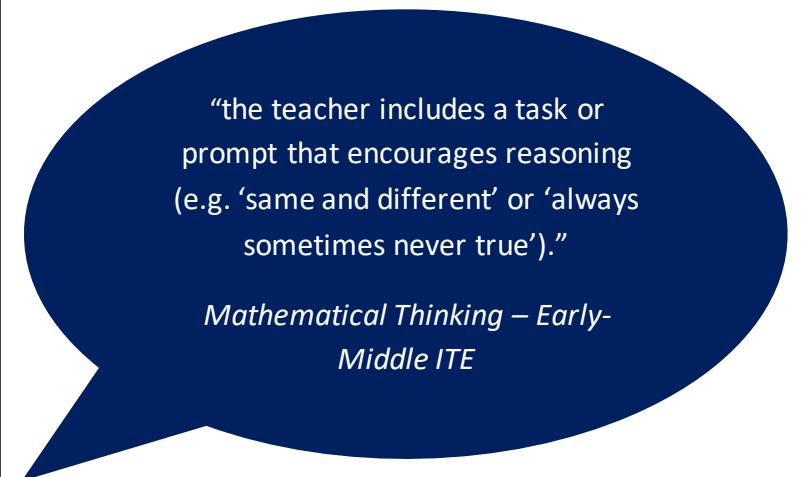 “the teacher includes a task or
prompt that encourages reasoning
(e.g. ‘same and different’ or ‘always
sometimes never true’).”
Mathematical Thinking – Early-
Middle ITE